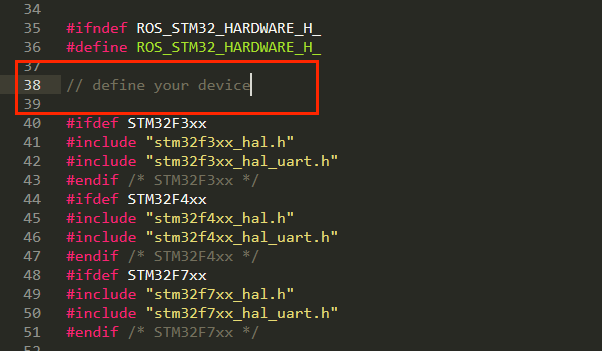 34
35 #ifndef ROS_STM32_HARDWARE_H_
36 #define ROS_STM32_HARDWARE_H_
37
38 // define your device
39
40 #ifdef STM32F3xx
41 #include "stm32f3xx_hal.h"
42 #include "stm32f3xx_hal_uart.h"
43 #endif /* STM32F3xx */
44 #ifdef STM32F4xx
45 #include "stm32f4xx_hal.h"
46 #include "stm32f4xx_hal_uart.h"
47 #endif /* STM32F4xx */
48 #ifdef STM32F7xx
49 #include "stm32f7xx_hal.h"
50 #include "stm32f7xx_hal_uart.h"
51 #endif /* STM32F7xx */
52